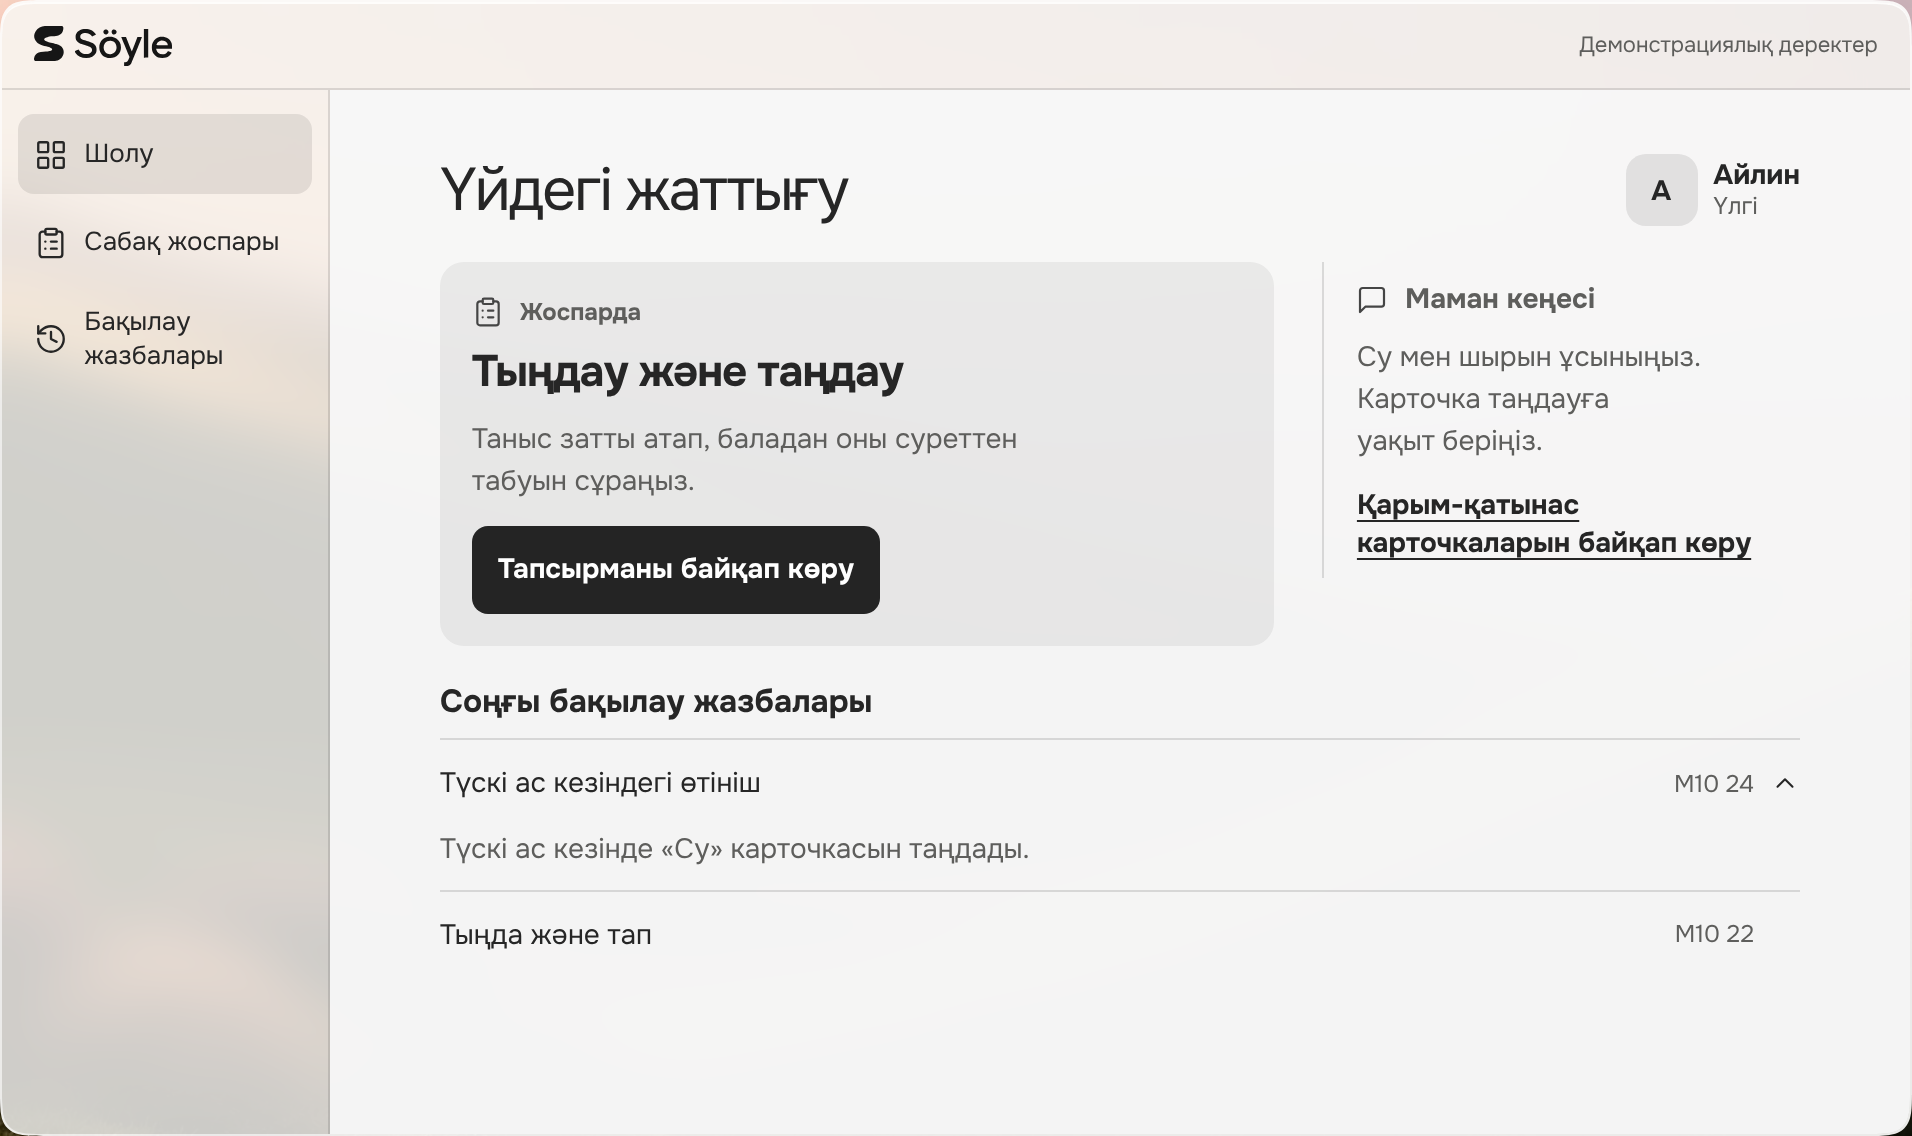 Söyle
Демонстрациялық деректер
Шолу
Сабақ жоспары
Бақылау
жазбалары
Үйдегі жаттығу
А
Айлин
Үлгі
Жоспарда
Тыңдау және таңдау
Таныс затты атап, баладан оны суреттен
табуын сұраңыз.
Тапсырманы байқап көру
Маман кеңесі
Су мен шырын ұсыныңыз.
Карточка таңдауға
уақыт беріңіз.
Қарым-қатынас
карточкаларын байқап көру
Соңғы бақылау жазбалары
Түскі ас кезіндегі өтініш
M10 24
Түскі ас кезінде «Су» карточкасын таңдады.
Тыңда және тап
M10 22